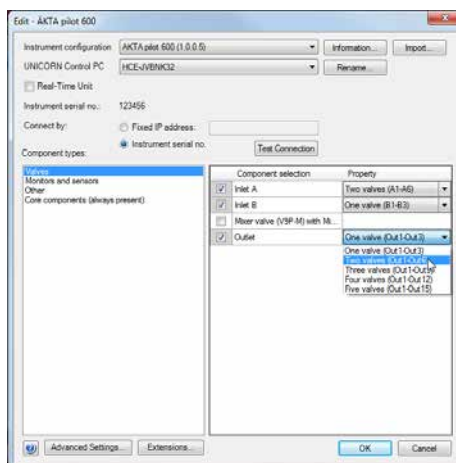 Edit - ÄKTA pilot 600
Instrument configuration ÄKTA pilot 600 (1.0.0.5) Information... Import...
UNICORN Control PC HCE-JVBNK32 Rename...
Real-Time Unit
Instrument serial no.: 123456
Connect by: Fixed IP address:
Instrument serial no. Test Connection
Component types:
Valves
Monitors and sensors
Other
Core components (always present)
Component selection Property
Inlet A Two valves (A1-A6)
Inlet B One valve (B1-B3)
Mixer valve (V9P-M) with Mi...
Outlet One valve (Out1-Out3)
One valve (Out1-Out3)
Two valves (Out1-Out6)
Three valves (Out1-Out9)
Four valves (Out1-Out12)
Five valves (Out1-Out15)
Advanced Settings... Extensions... OK Cancel